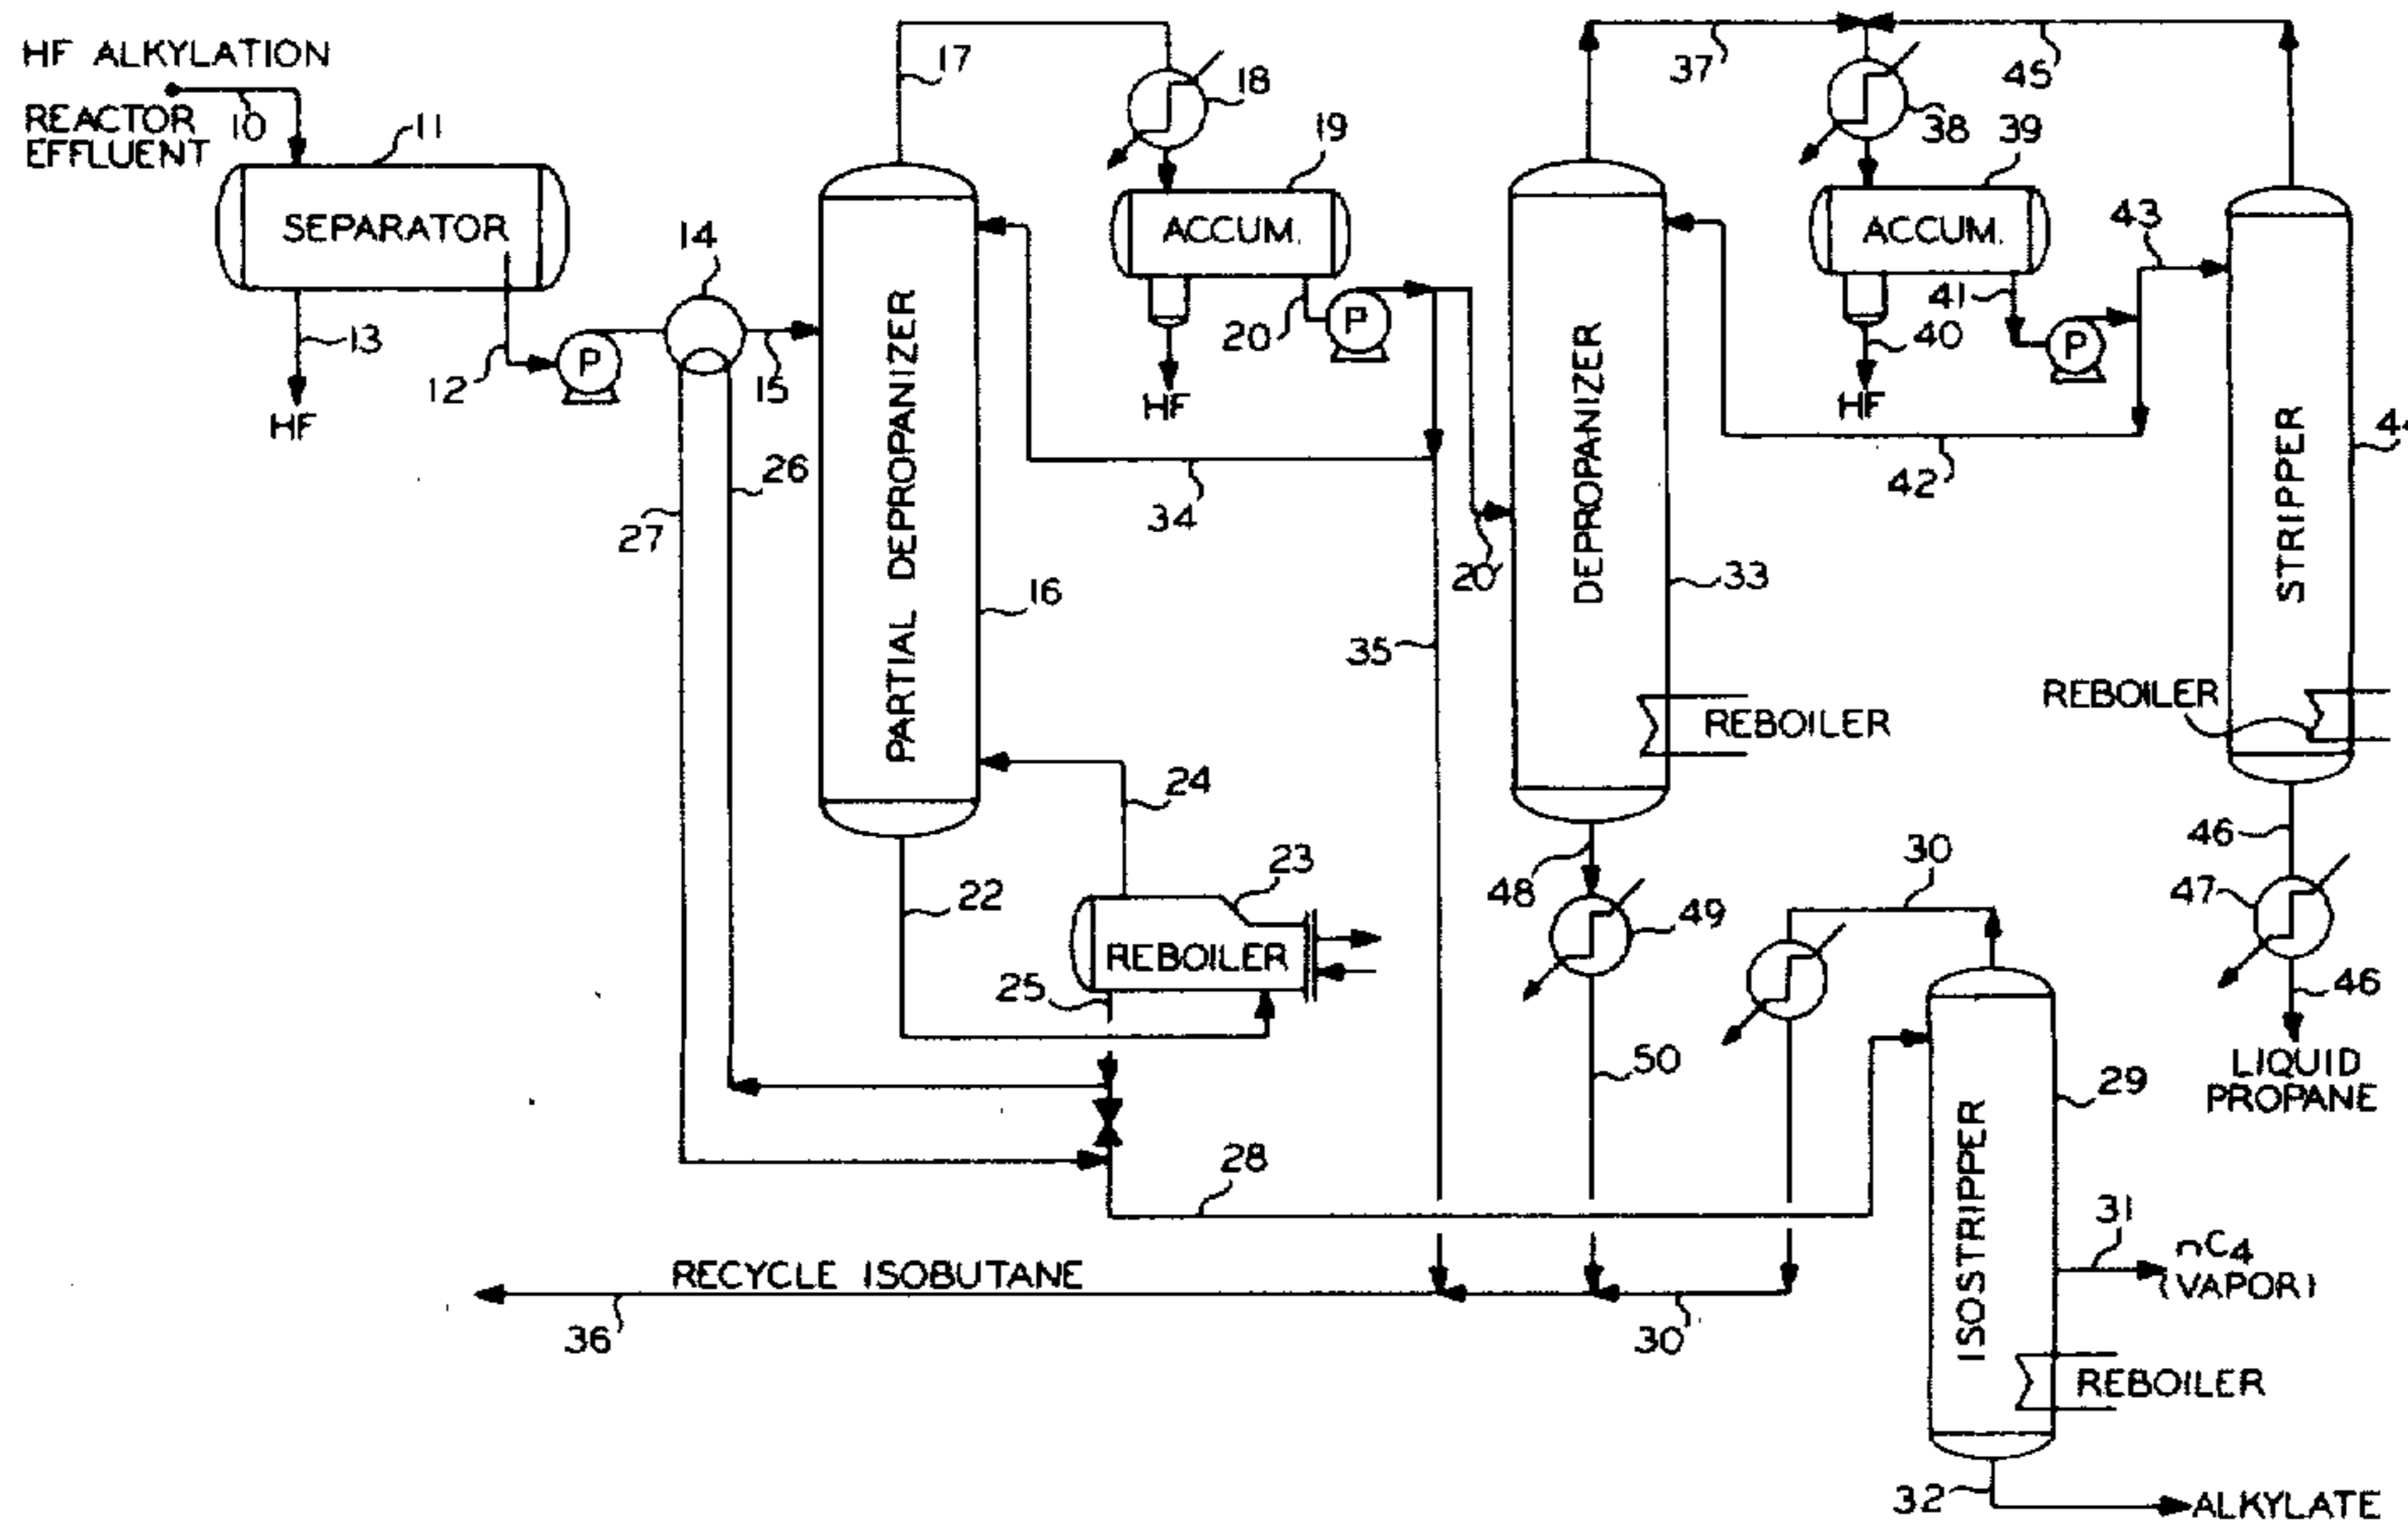 HF ALKYLATION
REACTOR
EFFLUENT
10
11
SEPARATOR
13
HF
12
P
14
15
27
26
17
18
19
ACCUM.
HF
20
P
PARTIAL DEPROPANIZER
16
34
35
22
24
23
REBOILER
25
28
20'
DEPROPANIZER
33
REBOILER
37
45
38
39
ACCUM.
40
HF
41
P
42
43
STRIPPER
44
REBOILER
46
47
46
LIQUID
PROPANE
48
49
50
30
ISOSTRIPPER
29
31
nC4
(VAPOR)
REBOILER
32
ALKYLATE
RECYCLE ISOBUTANE
36
30